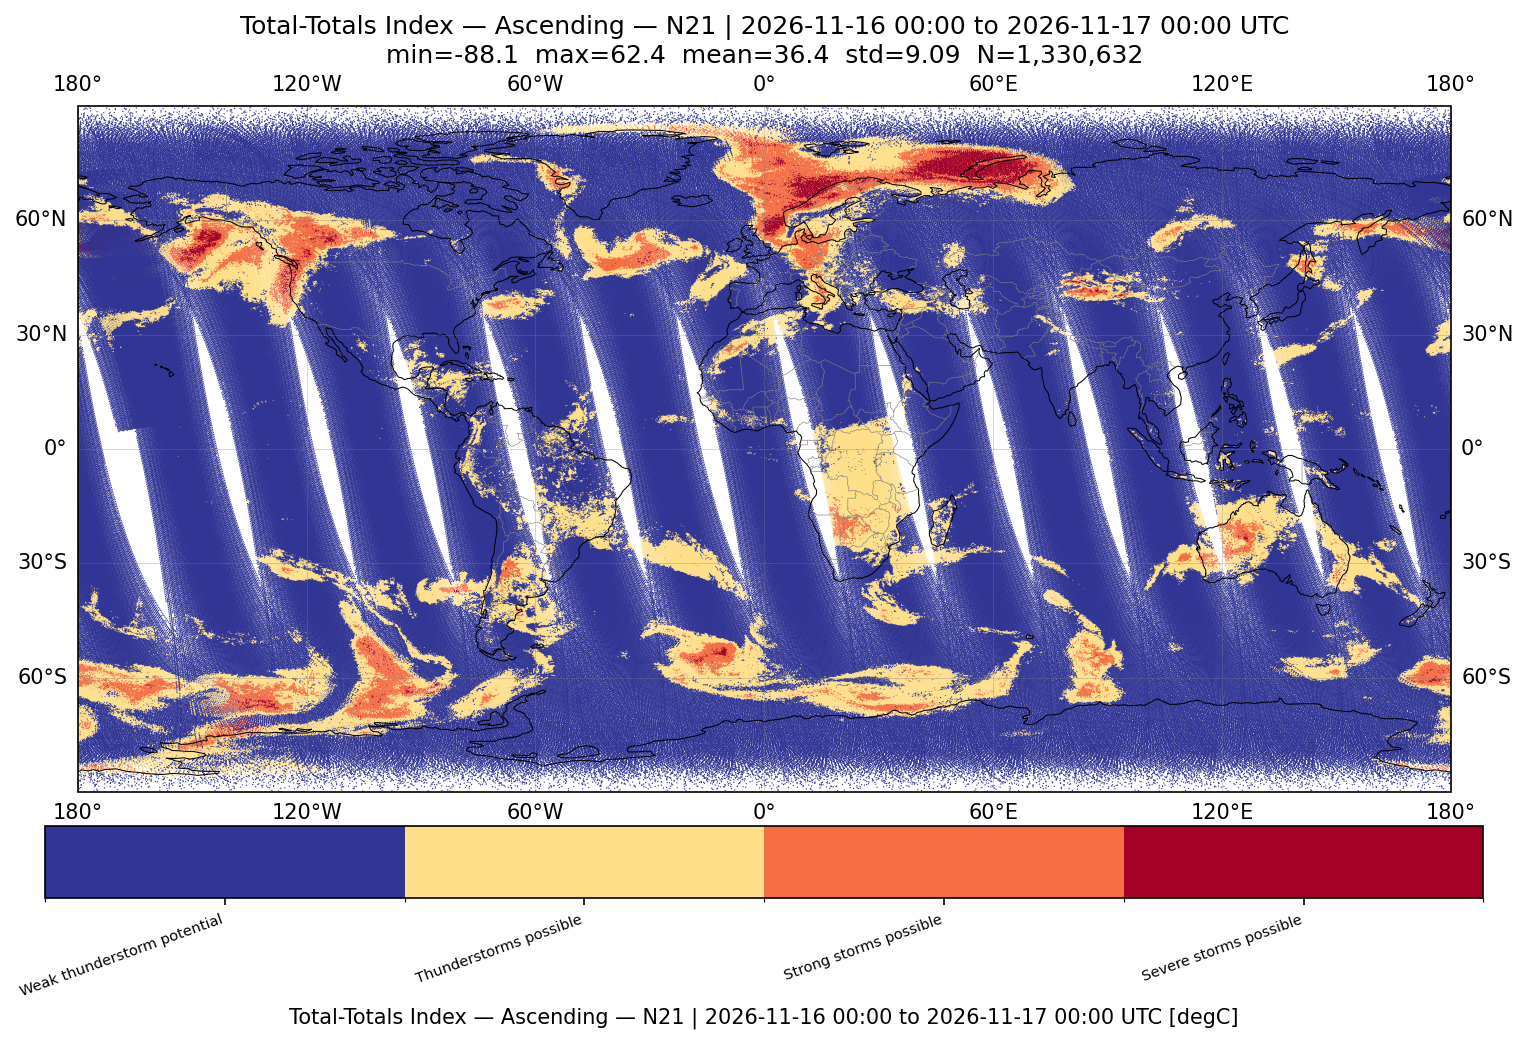 Total-Totals Index — Ascending — N21 | 2026-11-16 00:00 to 2026-11-17 00:00 UTC
min=-88.1  max=62.4  mean=36.4  std=9.09  N=1,330,632
180° 120°W 60°W 0° 60°E 120°E 180°
60°N 60°N
30°N 30°N
0° 0°
30°S 30°S
60°S 60°S
180° 120°W 60°W 0° 60°E 120°E 180°
Weak thunderstorm potential
Thunderstorms possible
Strong storms possible
Severe storms possible
Total-Totals Index — Ascending — N21 | 2026-11-16 00:00 to 2026-11-17 00:00 UTC [degC]